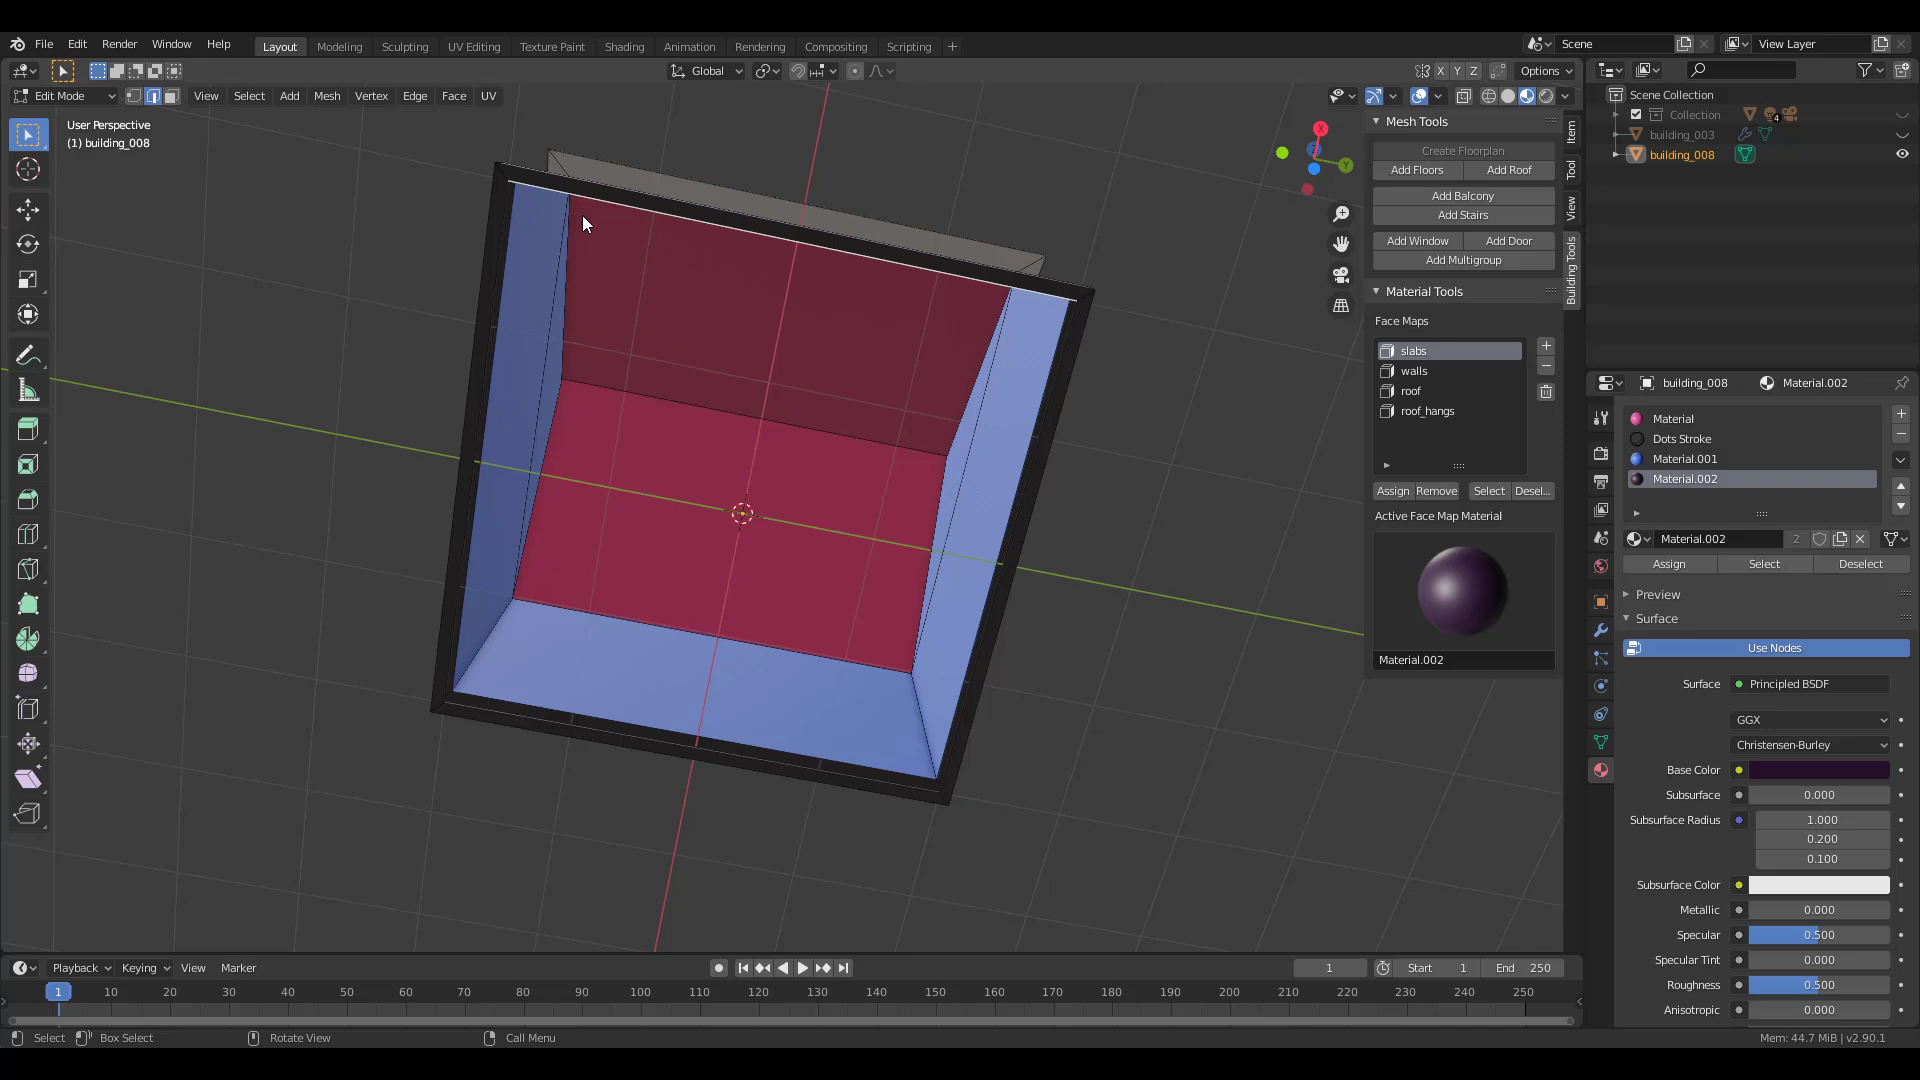 File Edit Render Window Help Layout Modeling Sculpting UV Editing Texture Paint Shading Animation Rendering Compositing Scripting + Scene View Layer
Global X Y Z Options
Edit Mode View Select Add Mesh Vertex Edge Face UV
User Perspective
(1) building_008
X
Y
Mesh Tools
Create Floorplan
Add Floors Add Roof
Add Balcony
Add Stairs
Add Window Add Door
Add Multigroup
Material Tools
Face Maps
slabs
walls
roof
roof_hangs
Assign Remove Select Desel...
Active Face Map Material
Material.002
Item
Tool
View
Building Tools
Scene Collection
Collection 4
building_003
building_008
building_008 Material.002
Material
Dots Stroke
Material.001
Material.002
Material.002 2
Assign Select Deselect
Preview
Surface
Use Nodes
Surface Principled BSDF
GGX
Christensen-Burley
Base Color
Subsurface 0.000
Subsurface Radius 1.000
0.200
0.100
Subsurface Color
Metallic 0.000
Specular 0.500
Specular Tint 0.000
Roughness 0.500
Anisotropic 0.000
Playback Keying View Marker 1 Start 1 End 250
1 10 20 30 40 50 60 70 80 90 100 110 120 130 140 150 160 170 180 190 200 210 220 230 240 250
Select Box Select Rotate View Call Menu Mem: 44.7 MiB | v2.90.1